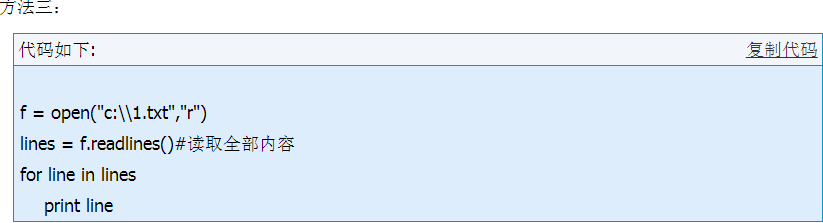 方法三：
代码如下:
复制代码
f = open("c:\\1.txt","r")
lines = f.readlines()#读取全部内容
for line in lines
    print line